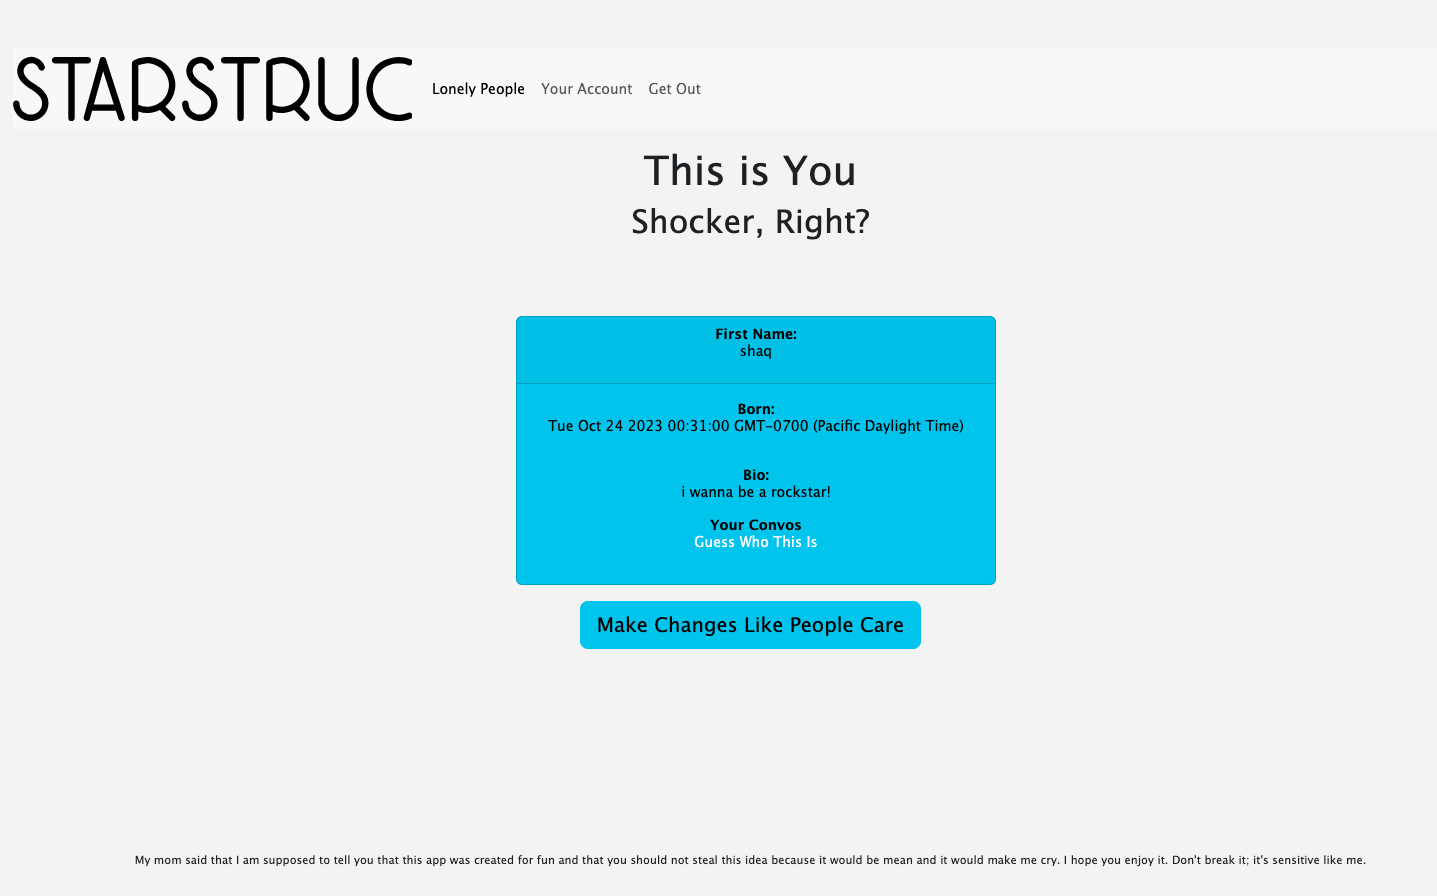 STARSTRUC
Lonely People Your Account Get Out
This is You
Shocker, Right?
First Name:
shaq
Born:
Tue Oct 24 2023 00:31:00 GMT-0700 (Pacific Daylight Time)
Bio:
i wanna be a rockstar!
Your Convos
Guess Who This Is
Make Changes Like People Care
My mom said that I am supposed to tell you that this app was created for fun and that you should not steal this idea because it would be mean and it would make me cry. I hope you enjoy it. Don't break it; it's sensitive like me.